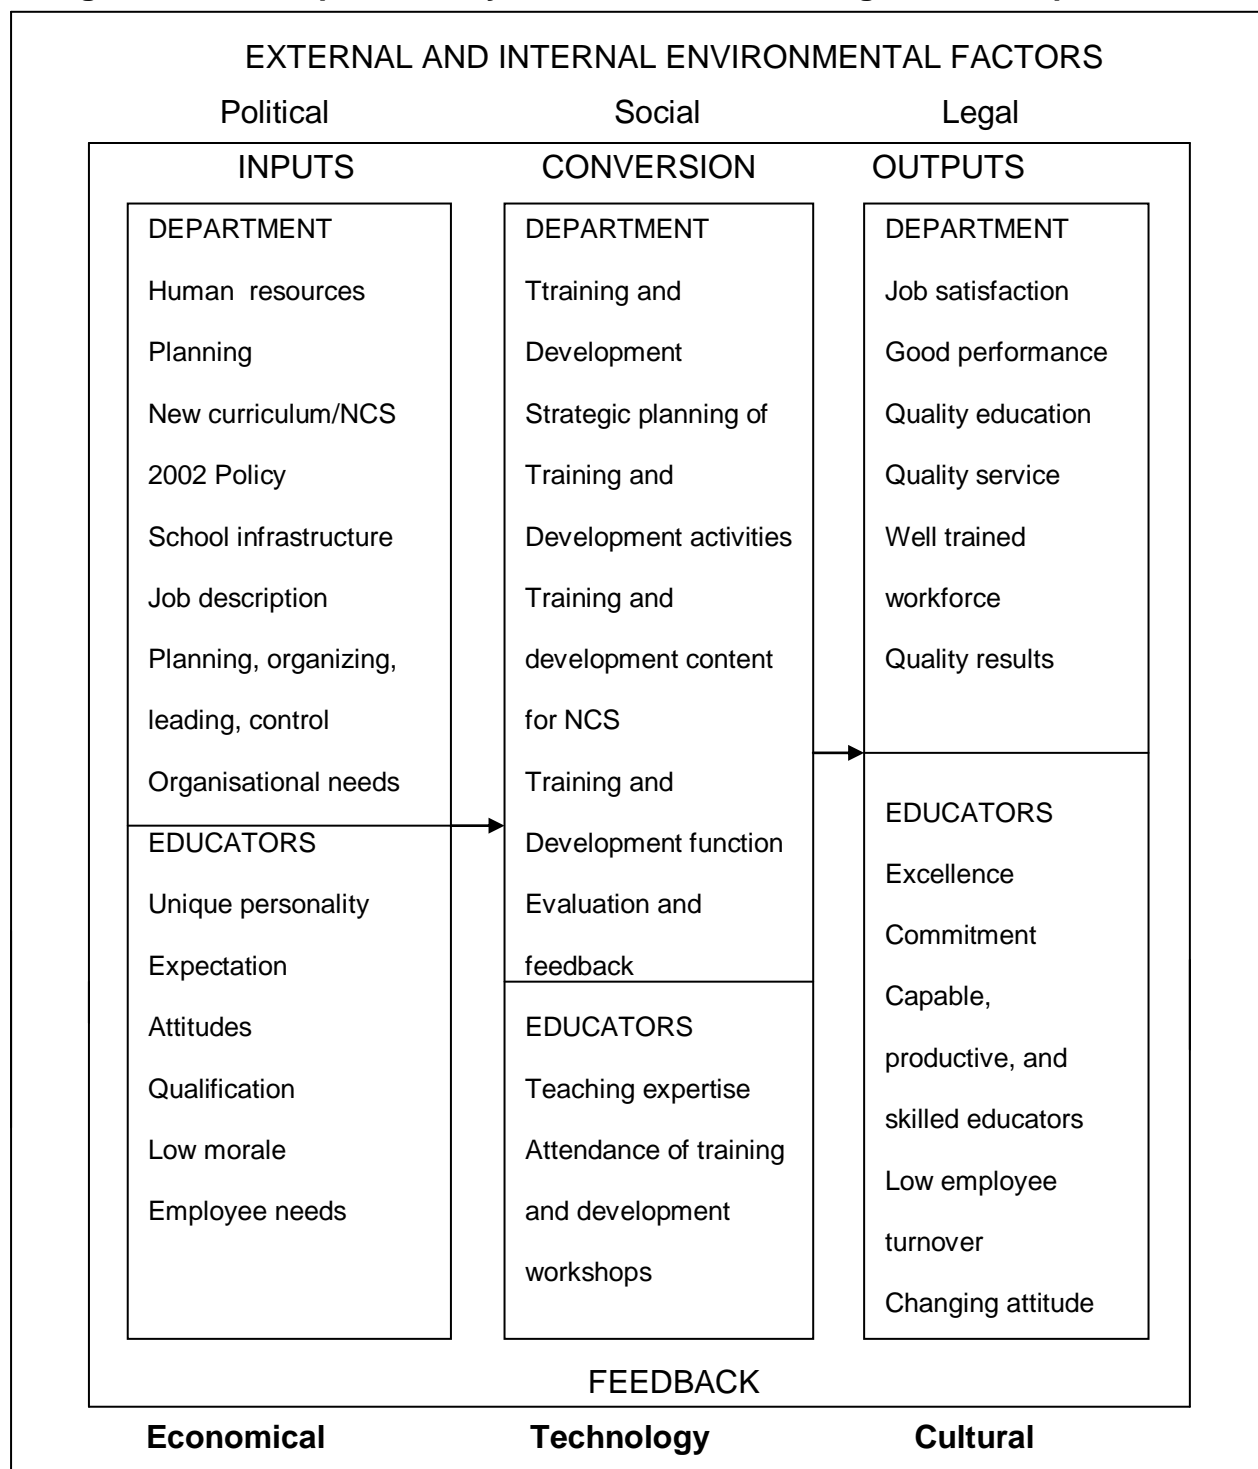 EXTERNAL AND INTERNAL ENVIRONMENTAL FACTORS
Political Social Legal
INPUTS CONVERSION OUTPUTS
DEPARTMENT
Human resources
Planning
New curriculum/NCS
2002 Policy
School infrastructure
Job description
Planning, organizing,
leading, control
Organisational needs
EDUCATORS
Unique personality
Expectation
Attitudes
Qualification
Low morale
Employee needs
DEPARTMENT
Ttraining and
Development
Strategic planning of
Training and
Development activities
Training and
development content
for NCS
Training and
Development function
Evaluation and
feedback
EDUCATORS
Teaching expertise
Attendance of training
and development
workshops
DEPARTMENT
Job satisfaction
Good performance
Quality education
Quality service
Well trained
workforce
Quality results
EDUCATORS
Excellence
Commitment
Capable,
productive, and
skilled educators
Low employee
turnover
Changing attitude
FEEDBACK
Economical Technology Cultural